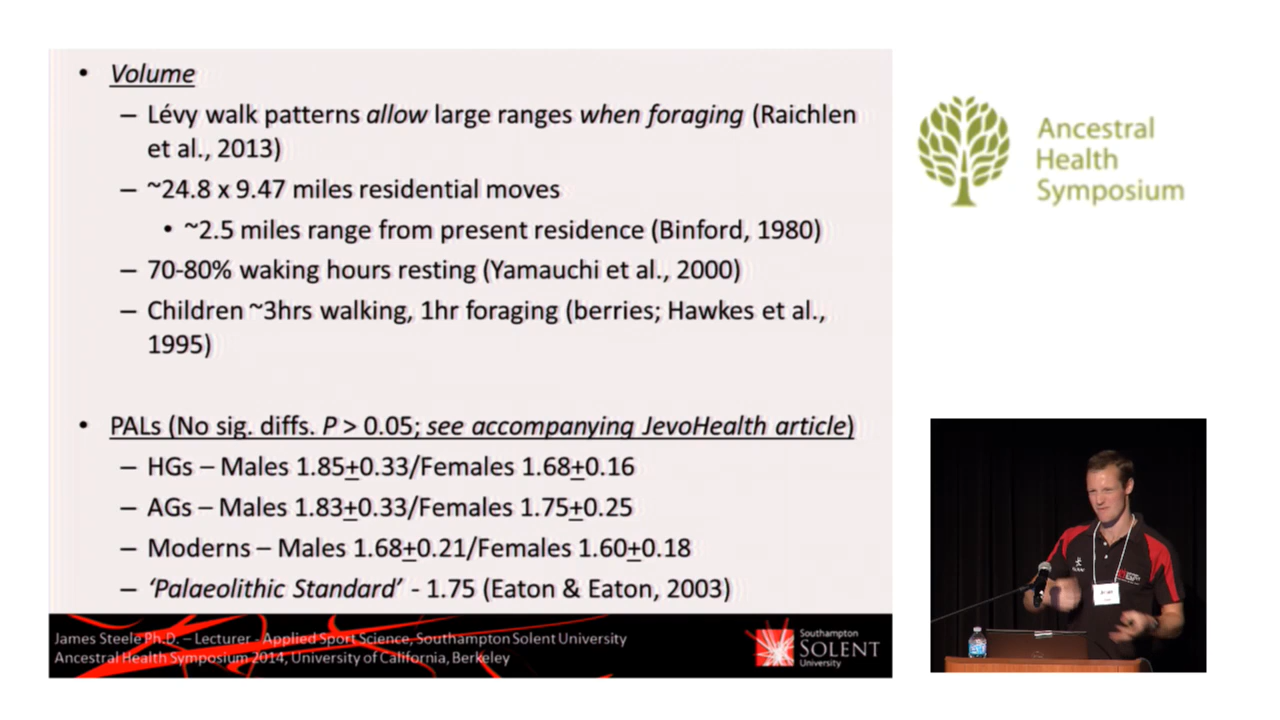 • Volume
– Lévy walk patterns allow large ranges when foraging (Raichlen
et al., 2013)
– ~24.8 x 9.47 miles residential moves
• ~2.5 miles range from present residence (Binford, 1980)
– 70-80% waking hours resting (Yamauchi et al., 2000)
– Children ~3hrs walking, 1hr foraging (berries; Hawkes et al.,
1995)
• PALs (No sig. diffs. P > 0.05; see accompanying JevoHealth article)
– HGs – Males 1.85±0.33/Females 1.68±0.16
– AGs – Males 1.83±0.33/Females 1.75±0.25
– Moderns – Males 1.68±0.21/Females 1.60±0.18
– ‘Palaeolithic Standard’ - 1.75 (Eaton & Eaton, 2003)
James Steele Ph.D. – Lecturer - Applied Sport Science, Southampton Solent University
Ancestral Health Symposium 2014, University of California, Berkeley
Southampton
SOLENT
University
Ancestral
Health
Symposium